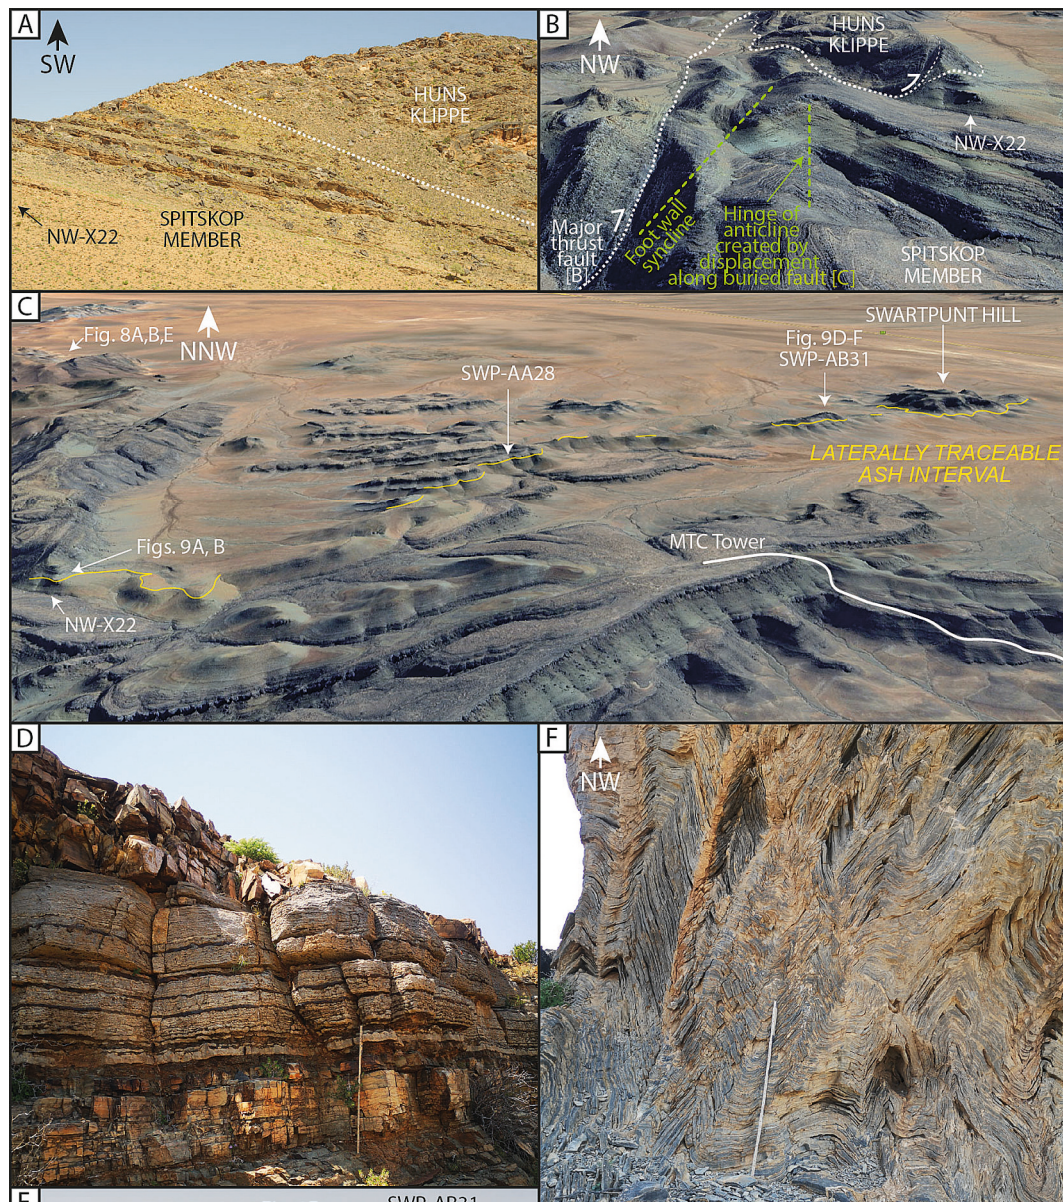 A
SW
HUNS
KLIPPE
NW-X22
SPITSKOP
MEMBER
B
NW
HUNS
KLIPPE
NW-X22
Major
thrust
fault
[B]
Foot wall
syncline
Hinge of
anticline
created by
displacement
along buried fault [C]
SPITSKOP
MEMBER
C
Fig. 8A,B,E
NNW
SWP-AA28
Fig. 9D-F
SWP-AB31
SWARTPUNT HILL
LATERALLY TRACEABLE
ASH INTERVAL
MTC Tower
Figs. 9A, B
NW-X22
D
F
NW
E
SWP-AB31